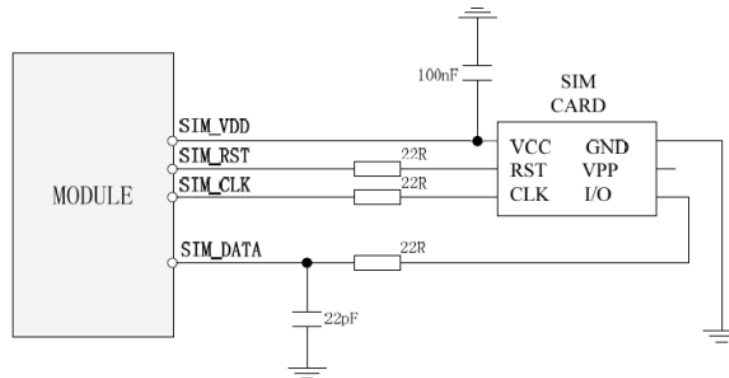 100nF
SIM
CARD
SIM_VDD
SIM_RST
22R
VCC GND
RST VPP
SIM_CLK
22R
CLK I/O
MODULE
SIM_DATA
22R
22pF